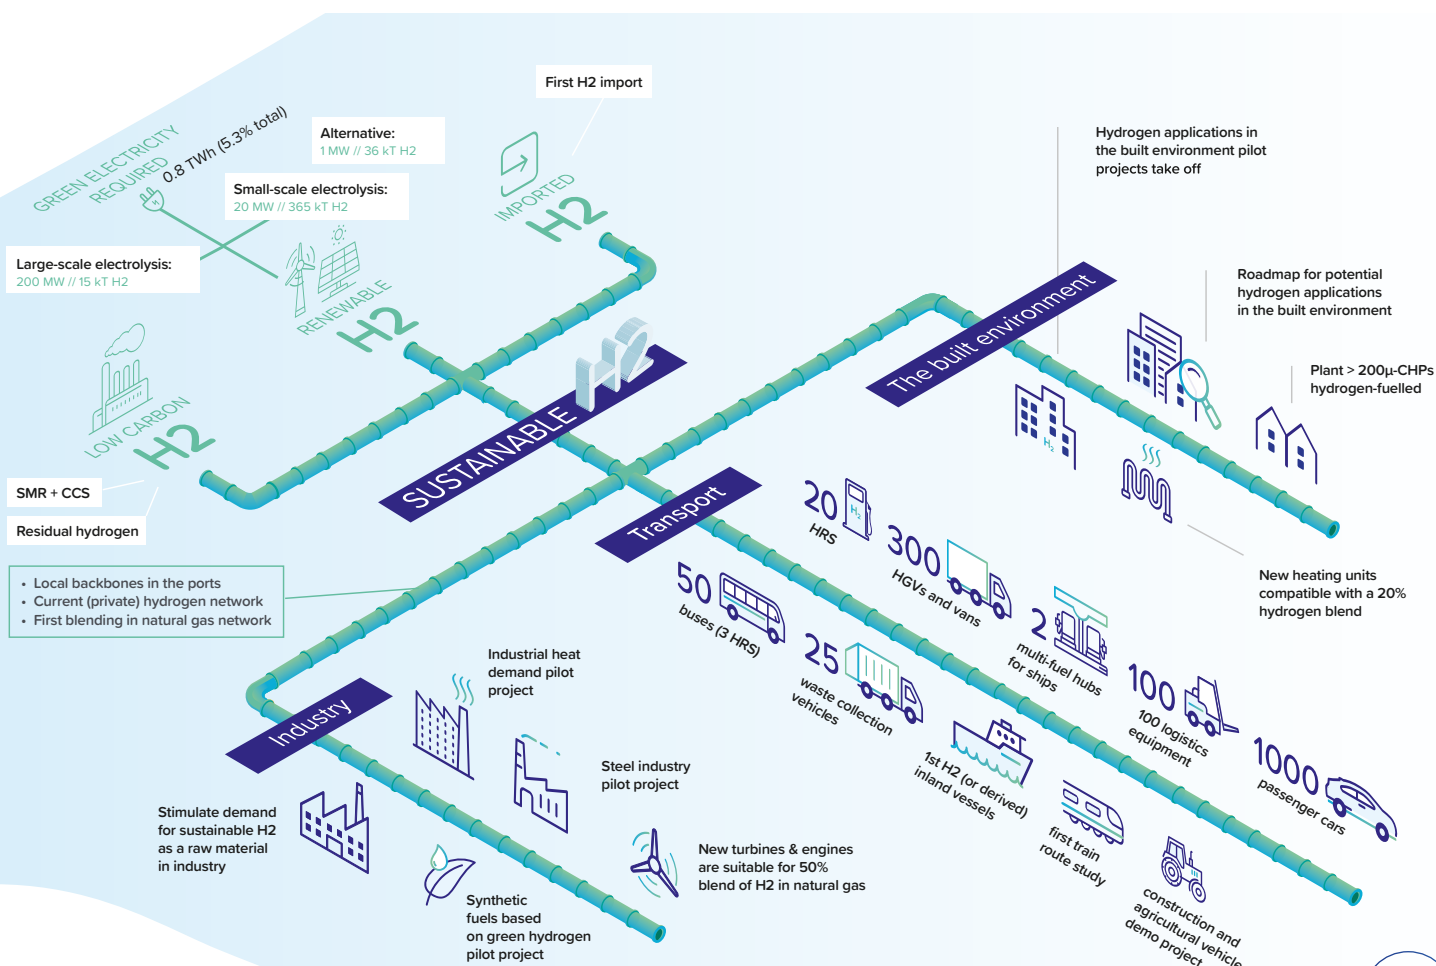 First H2 import
GREEN ELECTRICITY
REQUIRED
0.8 TWh (5.3% total)
Alternative:
1 MW // 36 kT H2
Small-scale electrolysis:
20 MW // 365 kT H2
Large-scale electrolysis:
200 MW // 15 kT H2
IMPORTED
H2
RENEWABLE
H2
LOW CARBON
H2
SMR + CCS
Residual hydrogen
SUSTAINABLE H2
• Local backbones in the ports
• Current (private) hydrogen network
• First blending in natural gas network
The built environment
Hydrogen applications in
the built environment pilot
projects take off
Roadmap for potential
hydrogen applications
in the built environment
Plant > 200µ-CHPs
hydrogen-fuelled
H2
New heating units
compatible with a 20%
hydrogen blend
Transport
20
HRS
H2
300
HGVs and vans
2
multi-fuel hubs
for ships
100
100 logistics
equipment
1000
passenger cars
50
buses (3 HRS)
25
waste collection
vehicles
1st H2 (or derived)
inland vessels
first train
route study
construction and
agricultural vehicle
demo project
Industry
Industrial heat
demand pilot
project
Steel industry
pilot project
Stimulate demand
for sustainable H2
as a raw material
in industry
New turbines & engines
are suitable for 50%
blend of H2 in natural gas
Synthetic
fuels based
on green hydrogen
pilot project